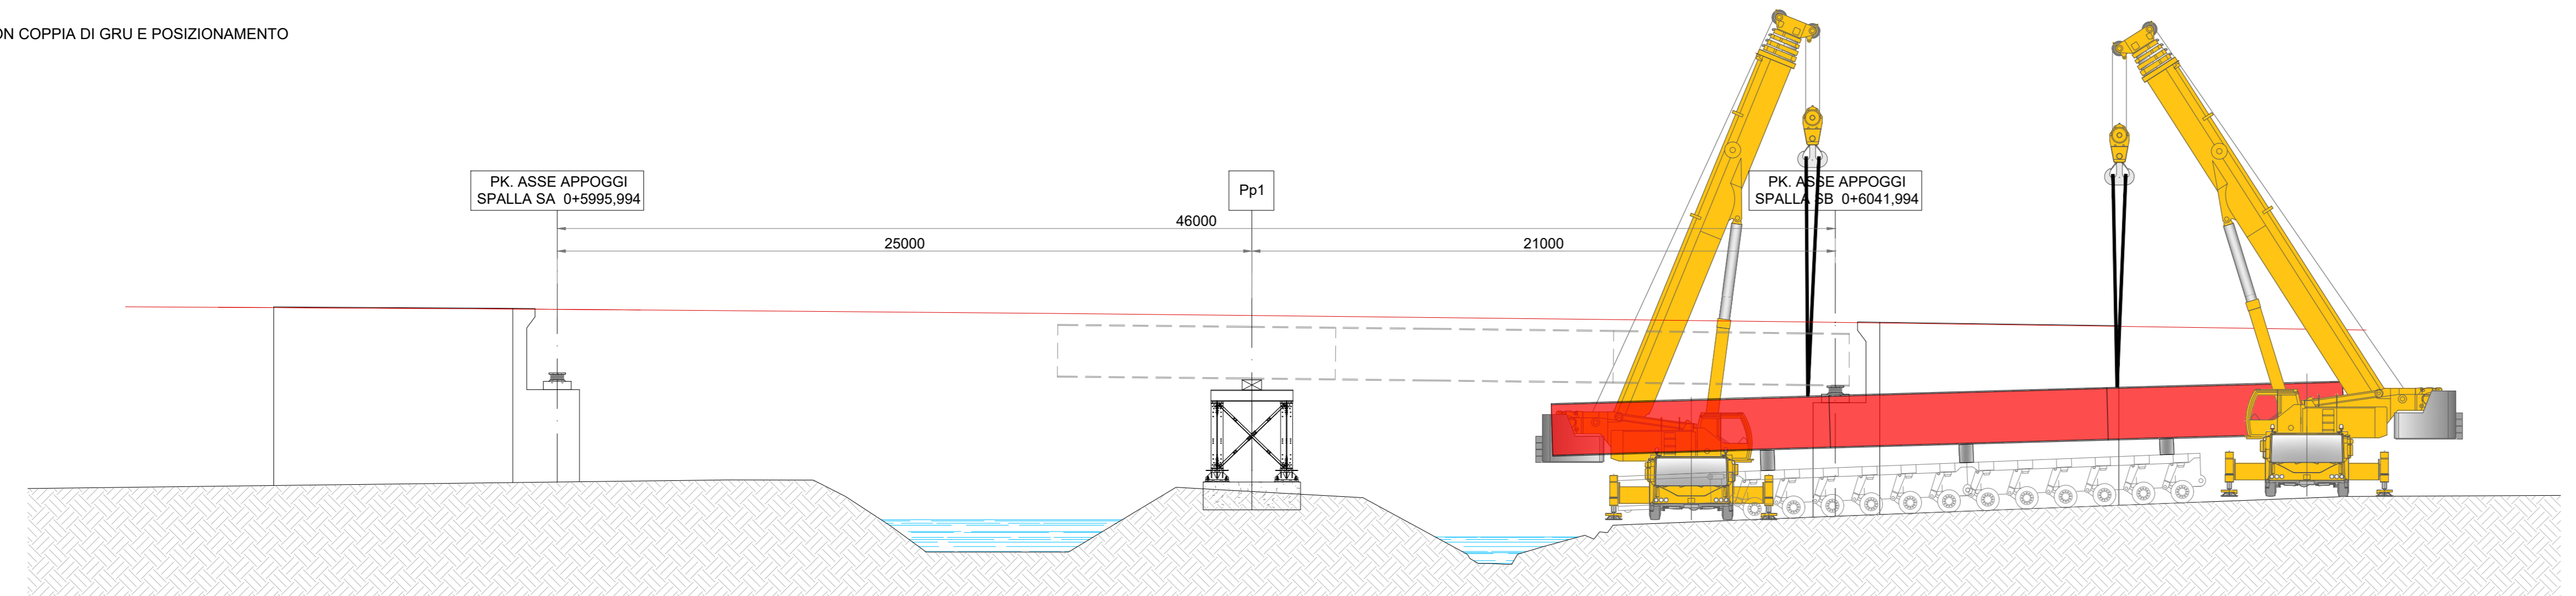 ON COPPIA DI GRU E POSIZIONAMENTO
PK. ASSE APPOGGI
SPALLA SA 0+5995,994
Pp1
PK. ASSE APPOGGI
SPALLA SB 0+6041,994
46000
25000
21000